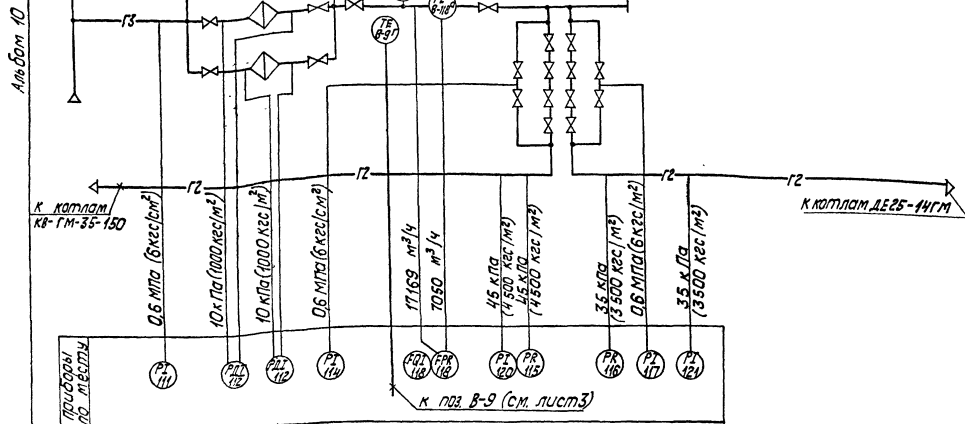 Альбом 10
Г3
TE
В-9г
Г2
Г2
Г2
Г2
к котлам
КВ-ГМ-35-150
к котлам ДЕ25-14ГМ
0,6 МПа (6кгс/см²)
10 кПа (1000 кгс/м²)
10 кПа (1000 кгс/м²)
0,6 МПа (6кгс/см²)
17169 м³/ч
7050 м³/ч
45 кПа
(4500 кгс/м²)
45 кПа
(4500 кгс/м²)
35 кПа
(3500 кгс/м²)
0,6 МПа (6кгс/см²)
35 кПа
(3500 кгс/м²)
приборы
по месту
PI
111
РДI
112
РДI
112
PI
114
FQI
118
FPR
118
PI
120
PR
115
PR
116
PI
117
PI
121
к поз. В-9 (см. лист3)